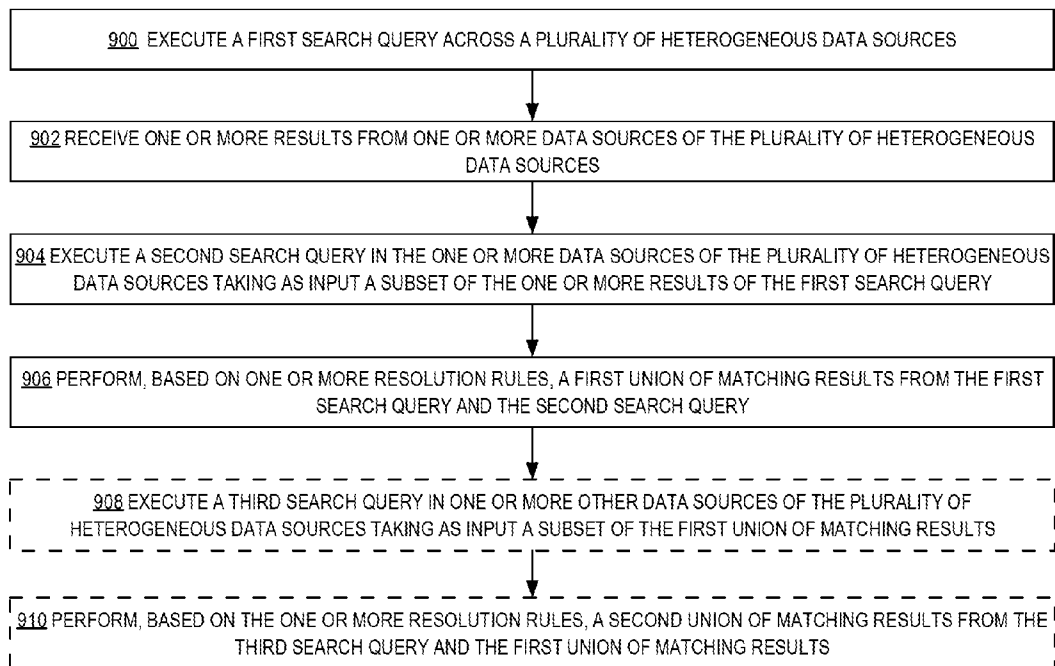 900 EXECUTE A FIRST SEARCH QUERY ACROSS A PLURALITY OF HETEROGENEOUS DATA SOURCES
902 RECEIVE ONE OR MORE RESULTS FROM ONE OR MORE DATA SOURCES OF THE PLURALITY OF HETEROGENEOUS
DATA SOURCES
904 EXECUTE A SECOND SEARCH QUERY IN THE ONE OR MORE DATA SOURCES OF THE PLURALITY OF HETEROGENEOUS
DATA SOURCES TAKING AS INPUT A SUBSET OF THE ONE OR MORE RESULTS OF THE FIRST SEARCH QUERY
906 PERFORM, BASED ON ONE OR MORE RESOLUTION RULES, A FIRST UNION OF MATCHING RESULTS FROM THE FIRST
SEARCH QUERY AND THE SECOND SEARCH QUERY
908 EXECUTE A THIRD SEARCH QUERY IN ONE OR MORE OTHER DATA SOURCES OF THE PLURALITY OF
HETEROGENEOUS DATA SOURCES TAKING AS INPUT A SUBSET OF THE FIRST UNION OF MATCHING RESULTS
910 PERFORM, BASED ON THE ONE OR MORE RESOLUTION RULES, A SECOND UNION OF MATCHING RESULTS FROM THE
THIRD SEARCH QUERY AND THE FIRST UNION OF MATCHING RESULTS